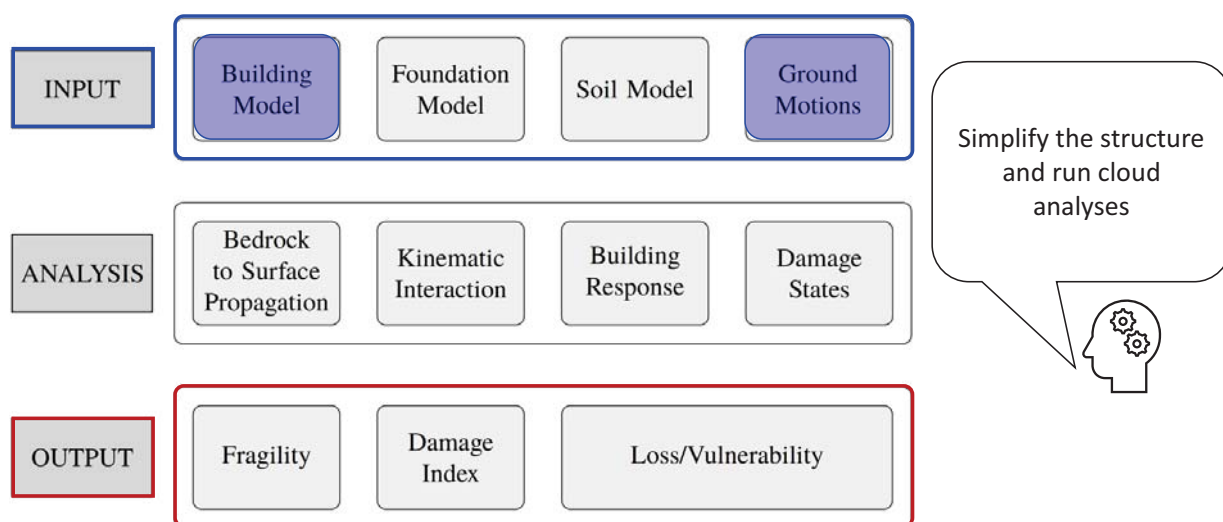 INPUT
Building
Model
Foundation
Model
Soil Model
Ground
Motions
Simplify the structure
and run cloud
analyses
ANALYSIS
Bedrock
to Surface
Propagation
Kinematic
Interaction
Building
Response
Damage
States
OUTPUT
Fragility
Damage
Index
Loss/Vulnerability